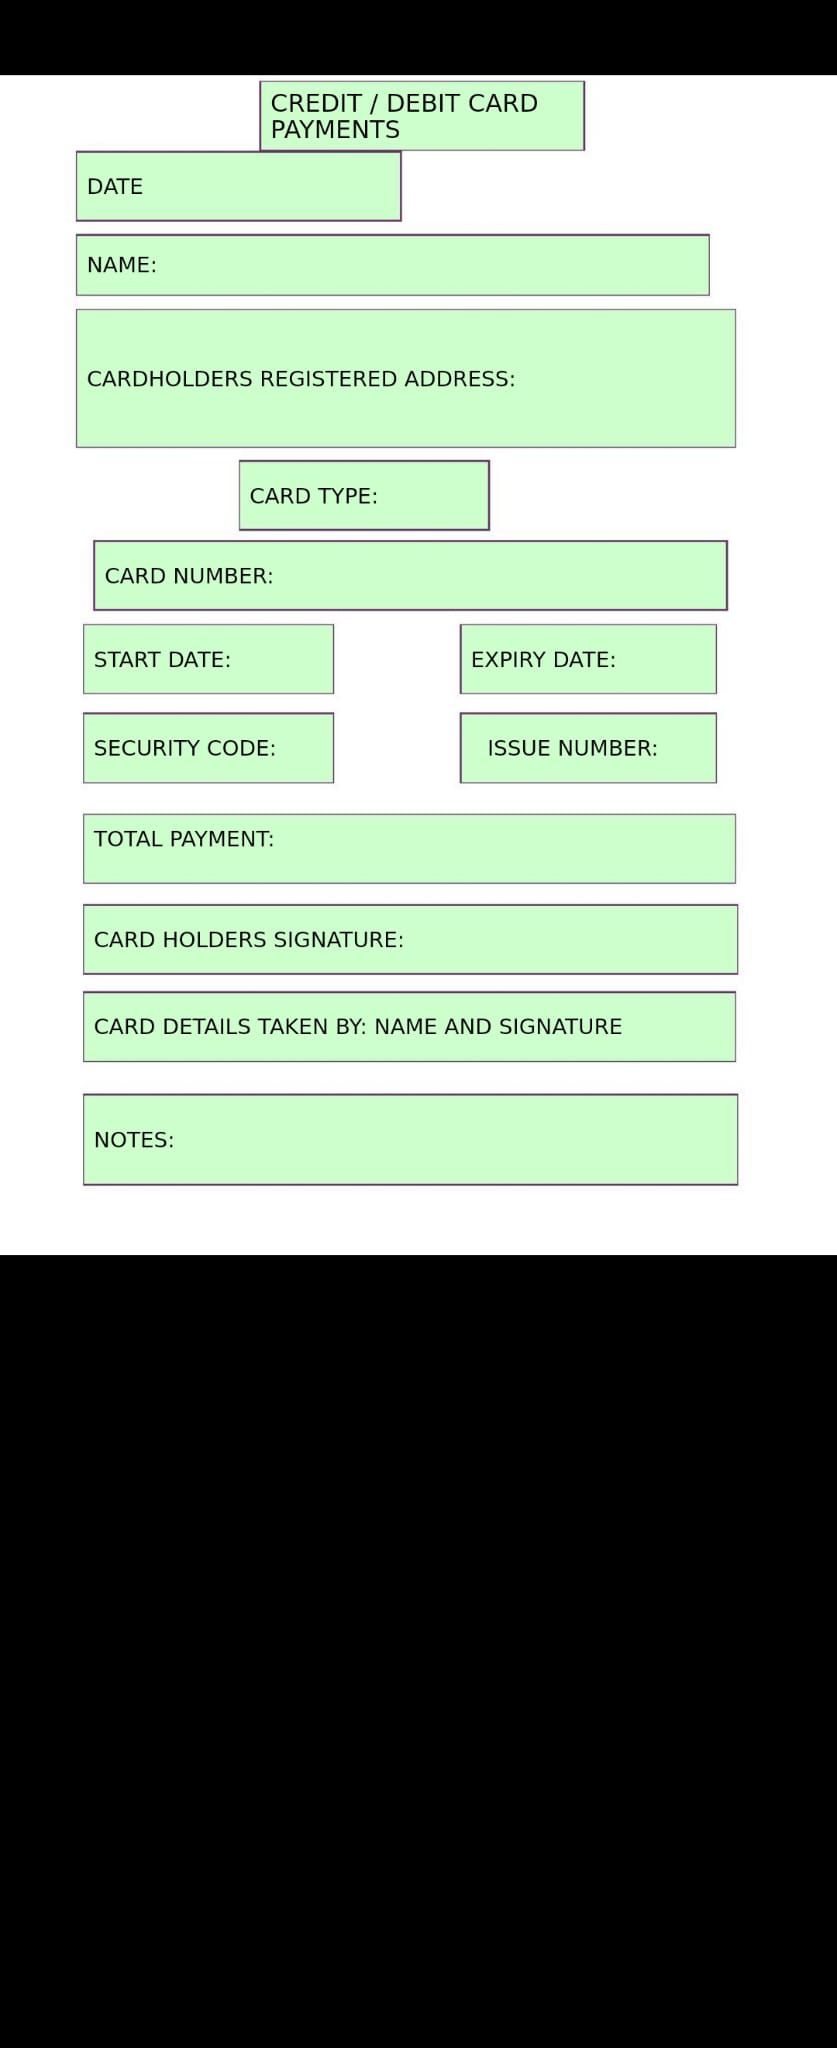 CREDIT / DEBIT CARD
PAYMENTS
DATE
NAME:
CARDHOLDERS REGISTERED ADDRESS:
CARD TYPE:
CARD NUMBER:
START DATE:
EXPIRY DATE:
SECURITY CODE:
ISSUE NUMBER:
TOTAL PAYMENT:
CARD HOLDERS SIGNATURE:
CARD DETAILS TAKEN BY: NAME AND SIGNATURE
NOTES: